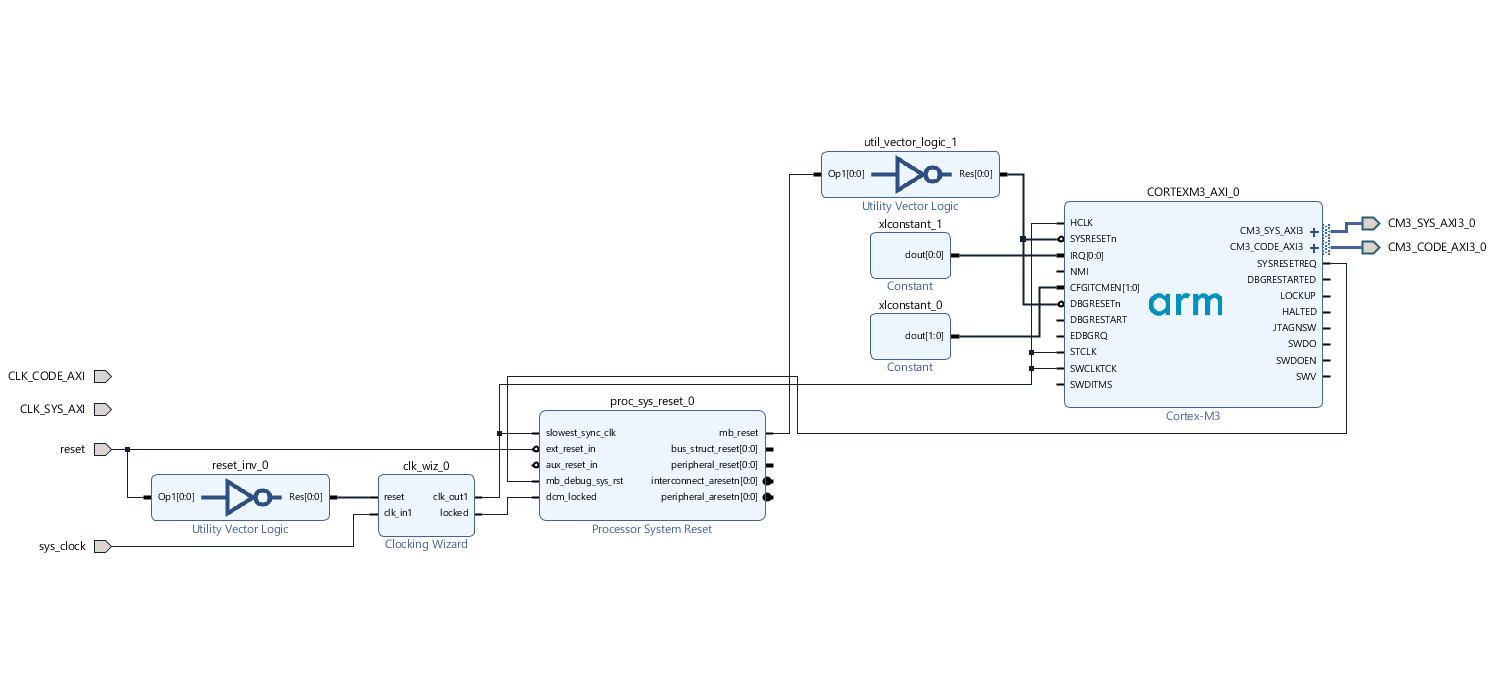 util_vector_logic_1
Op1[0:0]
Res[0:0]
Utility Vector Logic
xlconstant_1
dout[0:0]
Constant
xlconstant_0
dout[1:0]
Constant
CORTEXM3_AXI_0
HCLK
SYSRESETn
IRQ[0:0]
NMI
CFGITCMEN[1:0]
DBGRESETn
DBGRESTART
EDBGRQ
STCLK
SWCLKTCK
SWDITMS
arm
CM3_SYS_AXI3
CM3_CODE_AXI3
SYSRESETREQ
DBGRESTARTED
LOCKUP
HALTED
JTAGNSW
SWDO
SWDOEN
SWV
Cortex-M3
CM3_SYS_AXI3_0
CM3_CODE_AXI3_0
CLK_CODE_AXI
CLK_SYS_AXI
reset
sys_clock
reset_inv_0
Op1[0:0]
Res[0:0]
Utility Vector Logic
clk_wiz_0
reset
clk_in1
clk_out1
locked
Clocking Wizard
proc_sys_reset_0
slowest_sync_clk
ext_reset_in
aux_reset_in
mb_debug_sys_rst
dcm_locked
mb_reset
bus_struct_reset[0:0]
peripheral_reset[0:0]
interconnect_aresetn[0:0]
peripheral_aresetn[0:0]
Processor System Reset